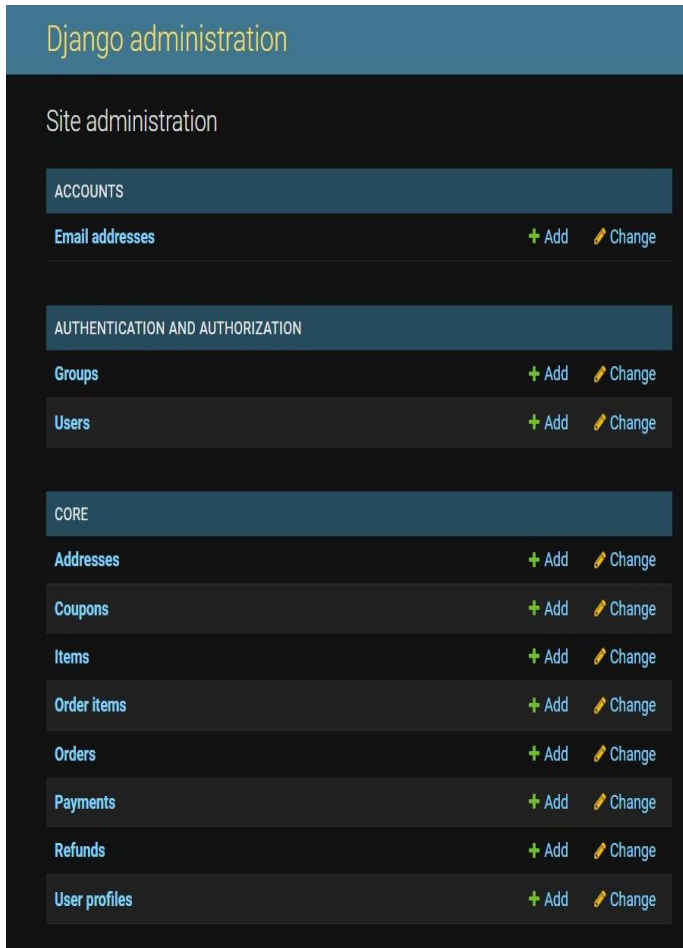 Django administration
Site administration
ACCOUNTS
Email addresses + Add Change
AUTHENTICATION AND AUTHORIZATION
Groups + Add Change
Users + Add Change
CORE
Addresses + Add Change
Coupons + Add Change
Items + Add Change
Order items + Add Change
Orders + Add Change
Payments + Add Change
Refunds + Add Change
User profiles + Add Change